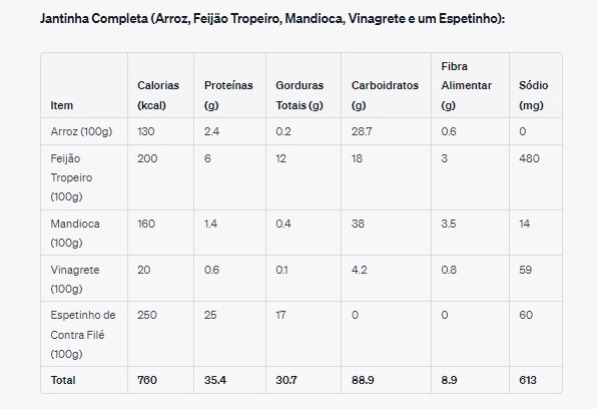 Jantinha Completa (Arroz, Feijão Tropeiro, Mandioca, Vinagrete e um Espetinho):
Item Calorias (kcal) Proteínas (g) Gorduras Totais (g) Carboidratos (g) Fibra Alimentar (g) Sódio (mg)
Arroz (100g) 130 2.4 0.2 28.7 0.6 0
Feijão Tropeiro (100g) 200 6 12 18 3 480
Mandioca (100g) 160 1.4 0.4 38 3.5 14
Vinagrete (100g) 20 0.6 0.1 4.2 0.8 59
Espetinho de Contra Filé (100g) 250 25 17 0 0 60
Total 760 35.4 30.7 88.9 8.9 613